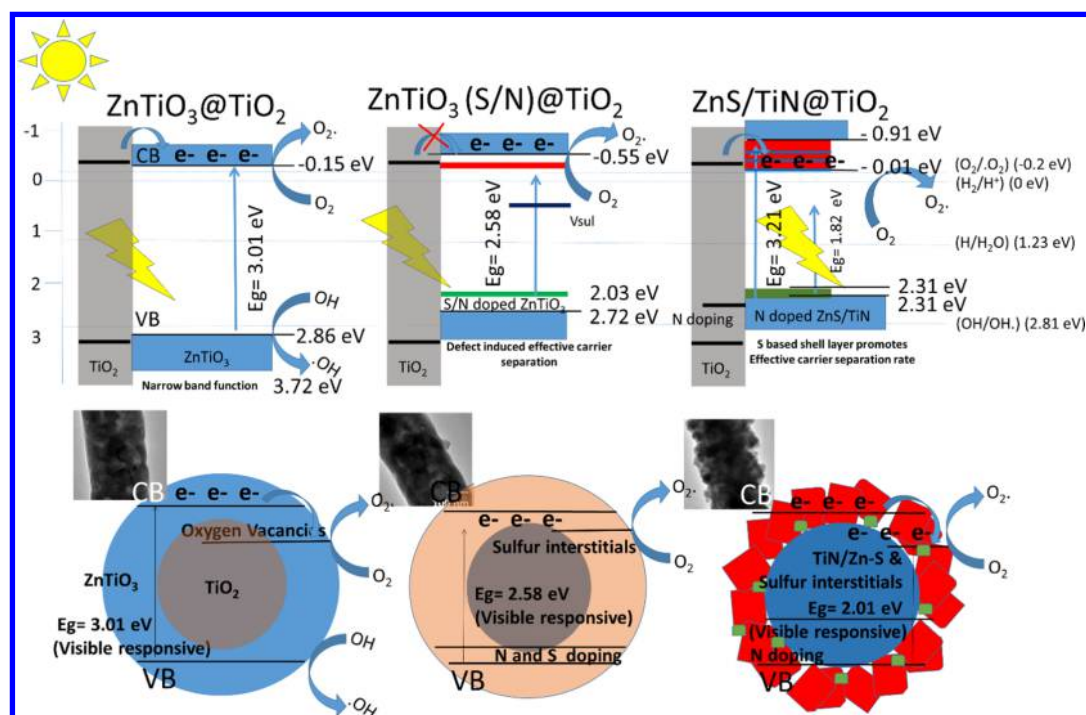 ZnTiO₃@TiO₂
ZnTiO₃ (S/N)@TiO₂
ZnS/TiN@TiO₂
-1
0
1
2
3
CB
e- e- e-
O₂·
-0.15 eV
O₂
Eg= 3.01 eV
OH
VB
2.86 eV
ZnTiO₃
·OH
TiO₂
Narrow band function
3.72 eV
e- e- e-
O₂·
-0.55 eV
O₂
Vsul
Eg= 2.58 eV
2.03 eV
S/N doped ZnTiO₃
2.72 eV
TiO₂
Defect induced effective carrier
separation
- 0.91 eV
e- e- e-
- 0.01 eV
(O₂/.O₂) (-0.2 eV)
(H₂/H⁺) (0 eV)
O₂·
O₂
Eg= 3.21 eV
Eg= 1.82 eV
(H/H₂O) (1.23 eV)
2.31 eV
2.31 eV
N doping
N doped ZnS/TiN
(OH/OH.) (2.81 eV)
TiO₂
S based shell layer promotes
Effective carrier separation rate
CB
e- e- e-
O₂·
Oxygen Vacancies
O₂
ZnTiO₃
TiO₂
Eg= 3.01 eV
(Visible responsive)
OH
VB
·OH
CB
e- e- e-
O₂·
Sulfur interstitials
O₂
Eg= 2.58 eV
(Visible responsive)
N and S doping
VB
CB
e- e- e-
O₂·
e- e- e-
TiN/Zn-S &
Sulfur interstitials
O₂
Eg= 2.01 eV
(Visible responsive)
N doping
VB